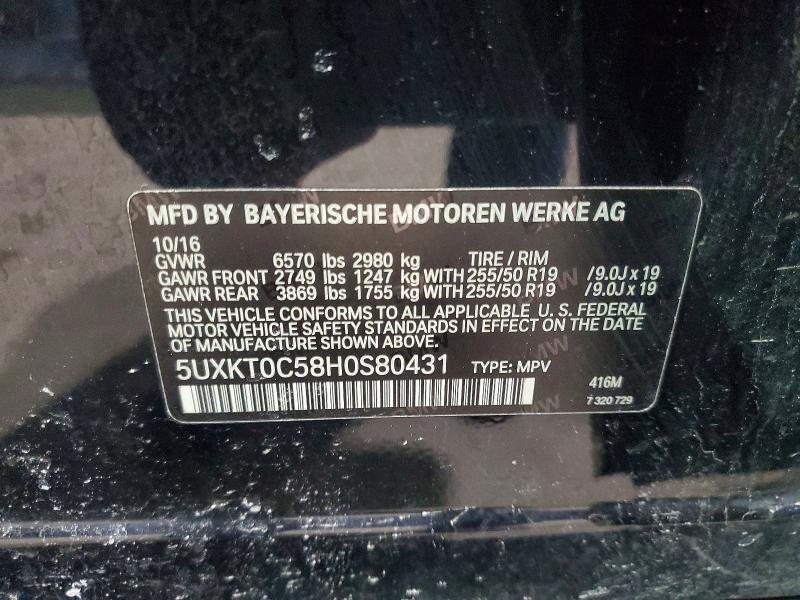 MFD BY BAYERISCHE MOTOREN WERKE AG
10/16
GVWR 6570 lbs 2980 kg TIRE / RIM
GAWR FRONT 2749 lbs 1247 kg WITH 255/50 R19 /9.0J x 19
GAWR REAR 3869 lbs 1755 kg WITH 255/50 R19 /9.0J x 19
THIS VEHICLE CONFORMS TO ALL APPLICABLE U. S. FEDERAL
MOTOR VEHICLE SAFETY STANDARDS IN EFFECT ON THE DATE
OF MANUFACTURE SHOWN ABOVE.
5UXKT0C58H0S80431 TYPE: MPV
416M
7 320 729